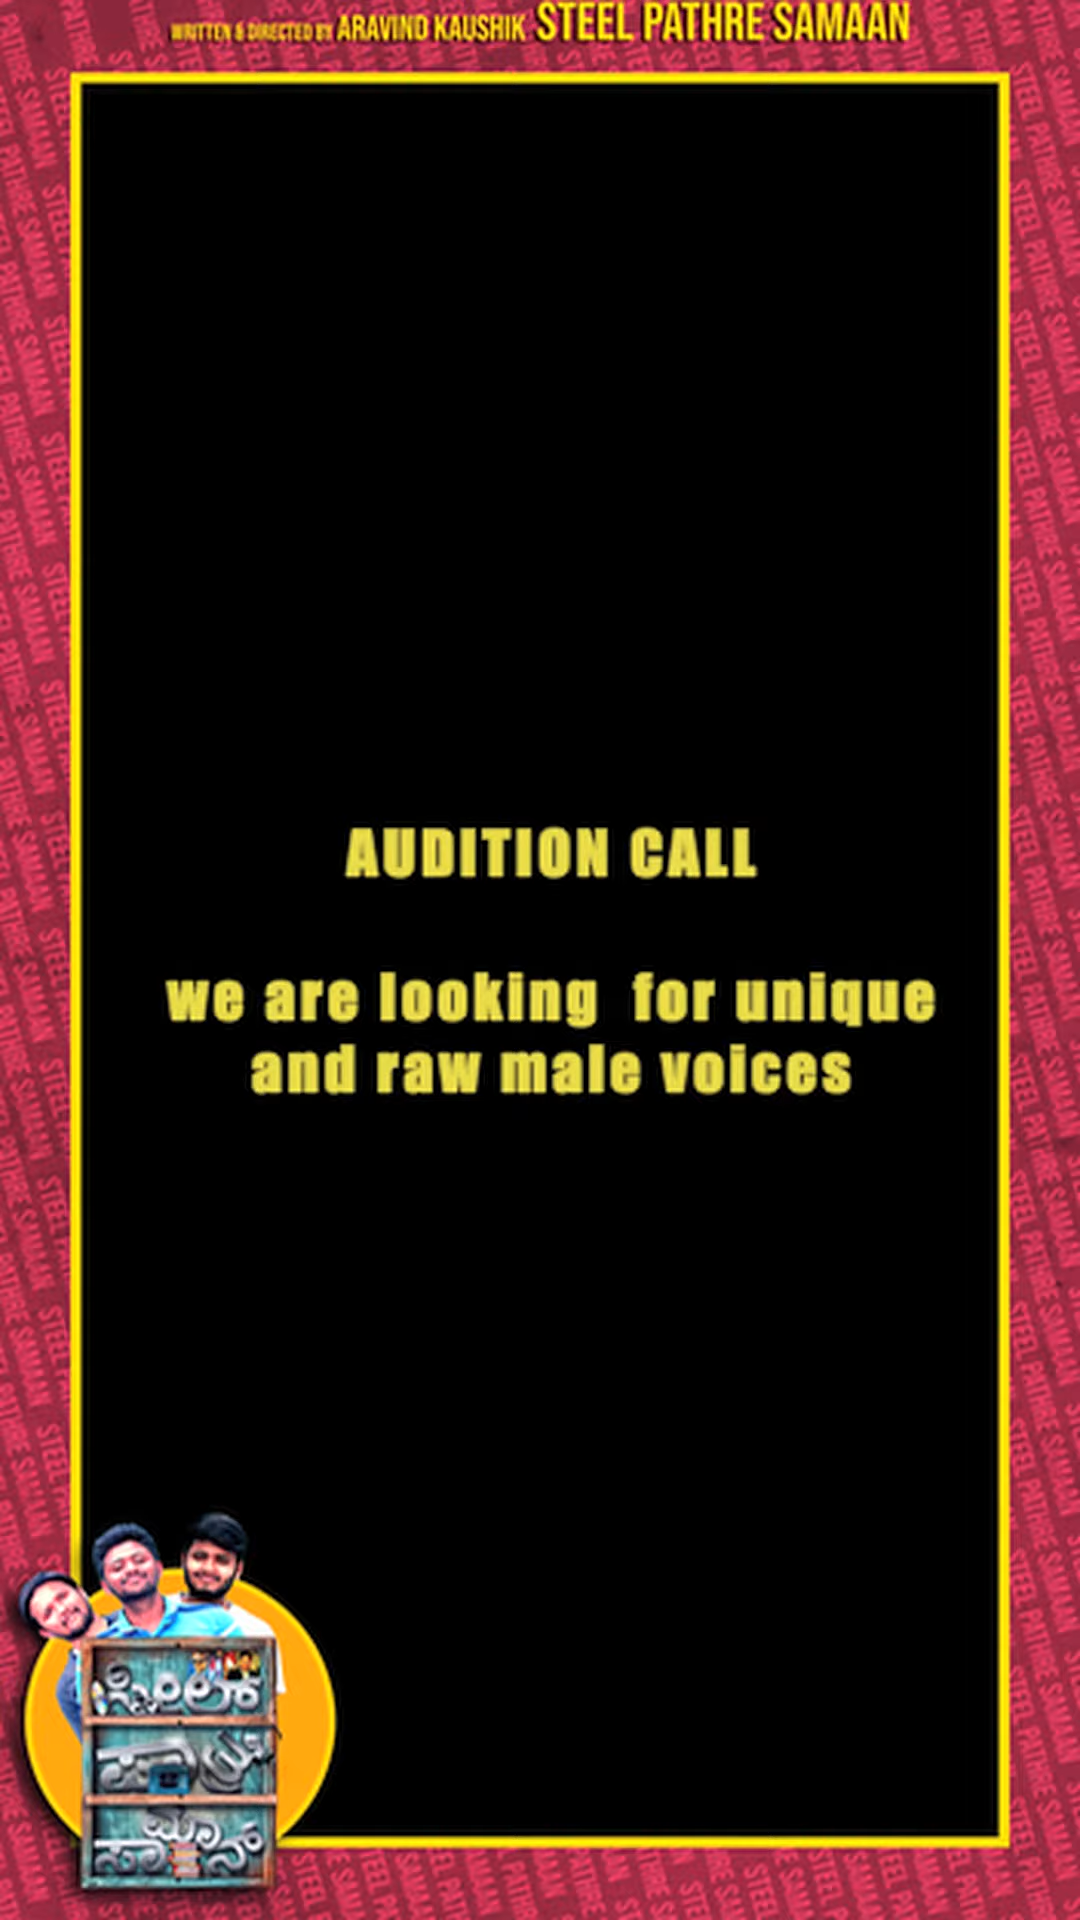 WRITTEN & DIRECTED BY ARAVIND KAUSHIK STEEL PATHRE SAMAAN
AUDITION CALL
we are looking for unique
and raw male voices
ಸ್ಟೀಲ್
ಪಾತ್ರೆ
ಸಾಮಾನ್